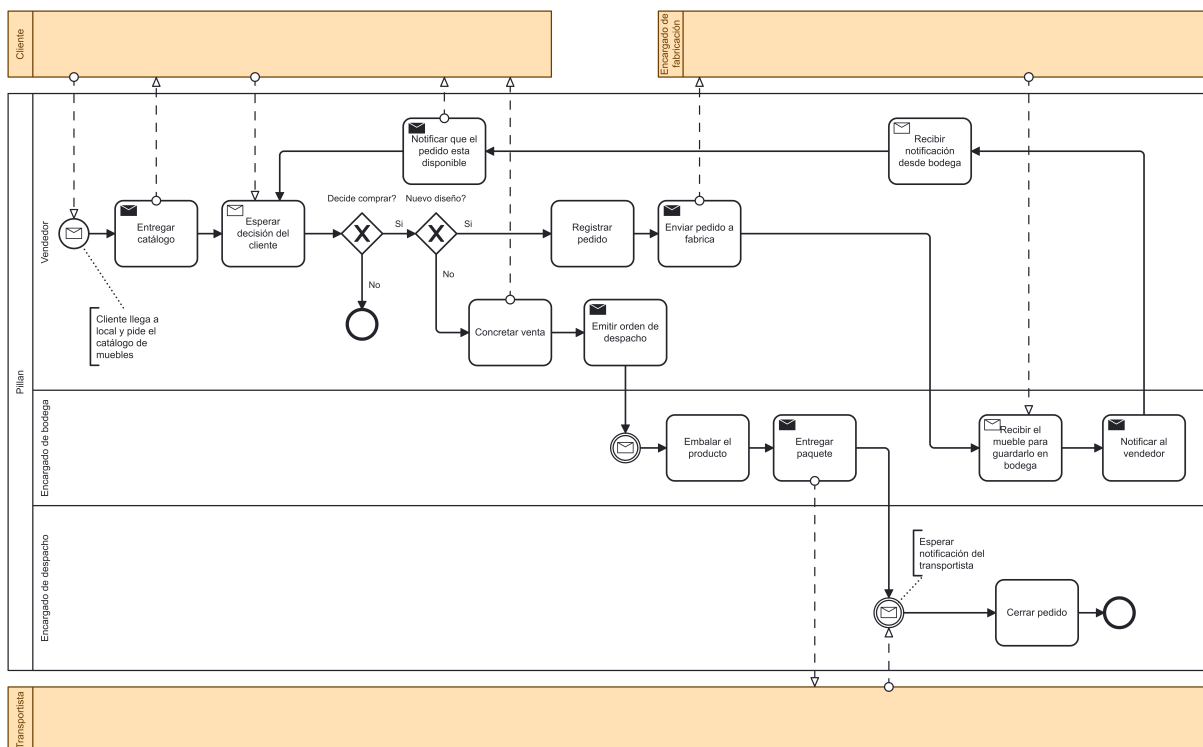 Cliente
Encargado de
fabricación
Pillan
Vendedor
Notificar que el
pedido esta
disponible
Recibir
notificación
desde bodega
Decide comprar?
Nuevo diseño?
Entregar
catálogo
Esperar
decisión del
cliente
Si
Si
Registrar
pedido
Enviar pedido a
fabrica
No
No
Cliente llega a
local y pide el
catálogo de
muebles
Concretar venta
Emitir orden de
despacho
Encargado de bodega
Embalar el
producto
Entregar
paquete
Recibir el
mueble para
guardarlo en
bodega
Notificar al
vendedor
Encargado de despacho
Esperar
notificación del
transportista
Cerrar pedido
Transportista